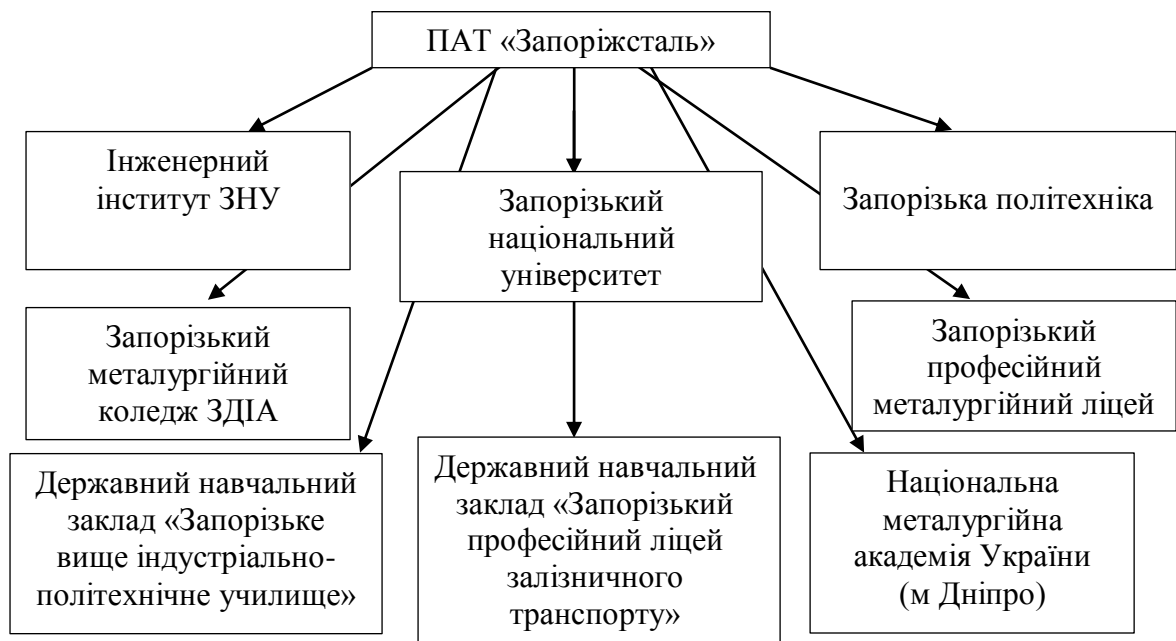 ПАТ «Запоріжсталь»
Інженерний
інститут ЗНУ
Запорізький
національний
університет
Запорізька політехніка
Запорізький
металургійний
коледж ЗДІА
Запорізький
професійний
металургійний ліцей
Державний навчальний
заклад «Запорізьке
вище індустріально-
політехнічне училище»
Державний навчальний
заклад «Запорізький
професійний ліцей
залізничного
транспорту»
Національна
металургійна
академія України
(м Дніпро)